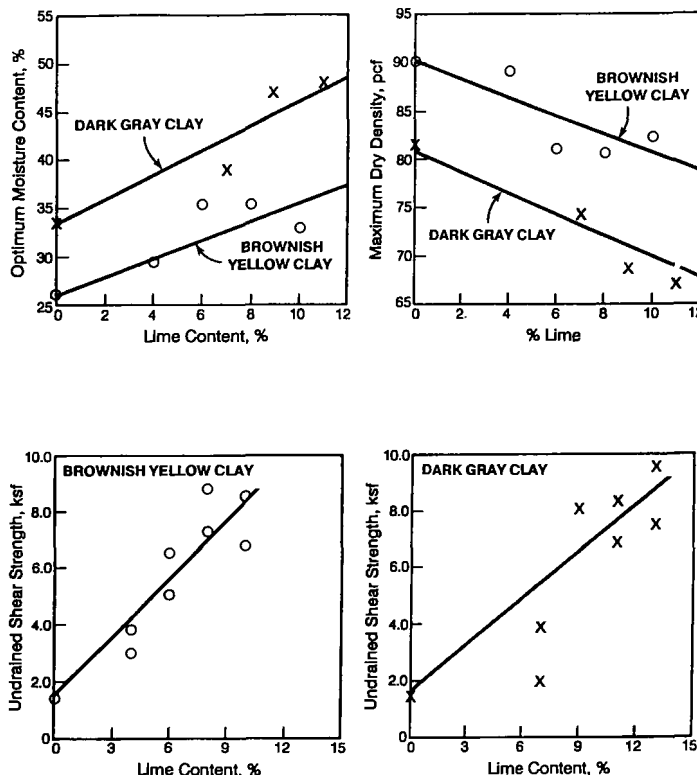 55
50
45
40
35
30
25
0 2 4 6 8 10 12
Optimum Moisture Content, %
Lime Content, %
DARK GRAY CLAY
BROWNISH
YELLOW CLAY
95
90
85
80
75
70
65
0 2 4 6 8 10 12
Maximum Dry Density, pcf
% Lime
BROWNISH
YELLOW CLAY
DARK GRAY CLAY
10.0
8.0
6.0
4.0
2.0
0
0 3 6 9 12 15
Undrained Shear Strength, ksf
Lime Content, %
BROWNISH YELLOW CLAY
10.0
8.0
6.0
4.0
2.0
0
0 3 6 9 12 15
Undrained Shear Strength, ksf
Lime Content, %
DARK GRAY CLAY